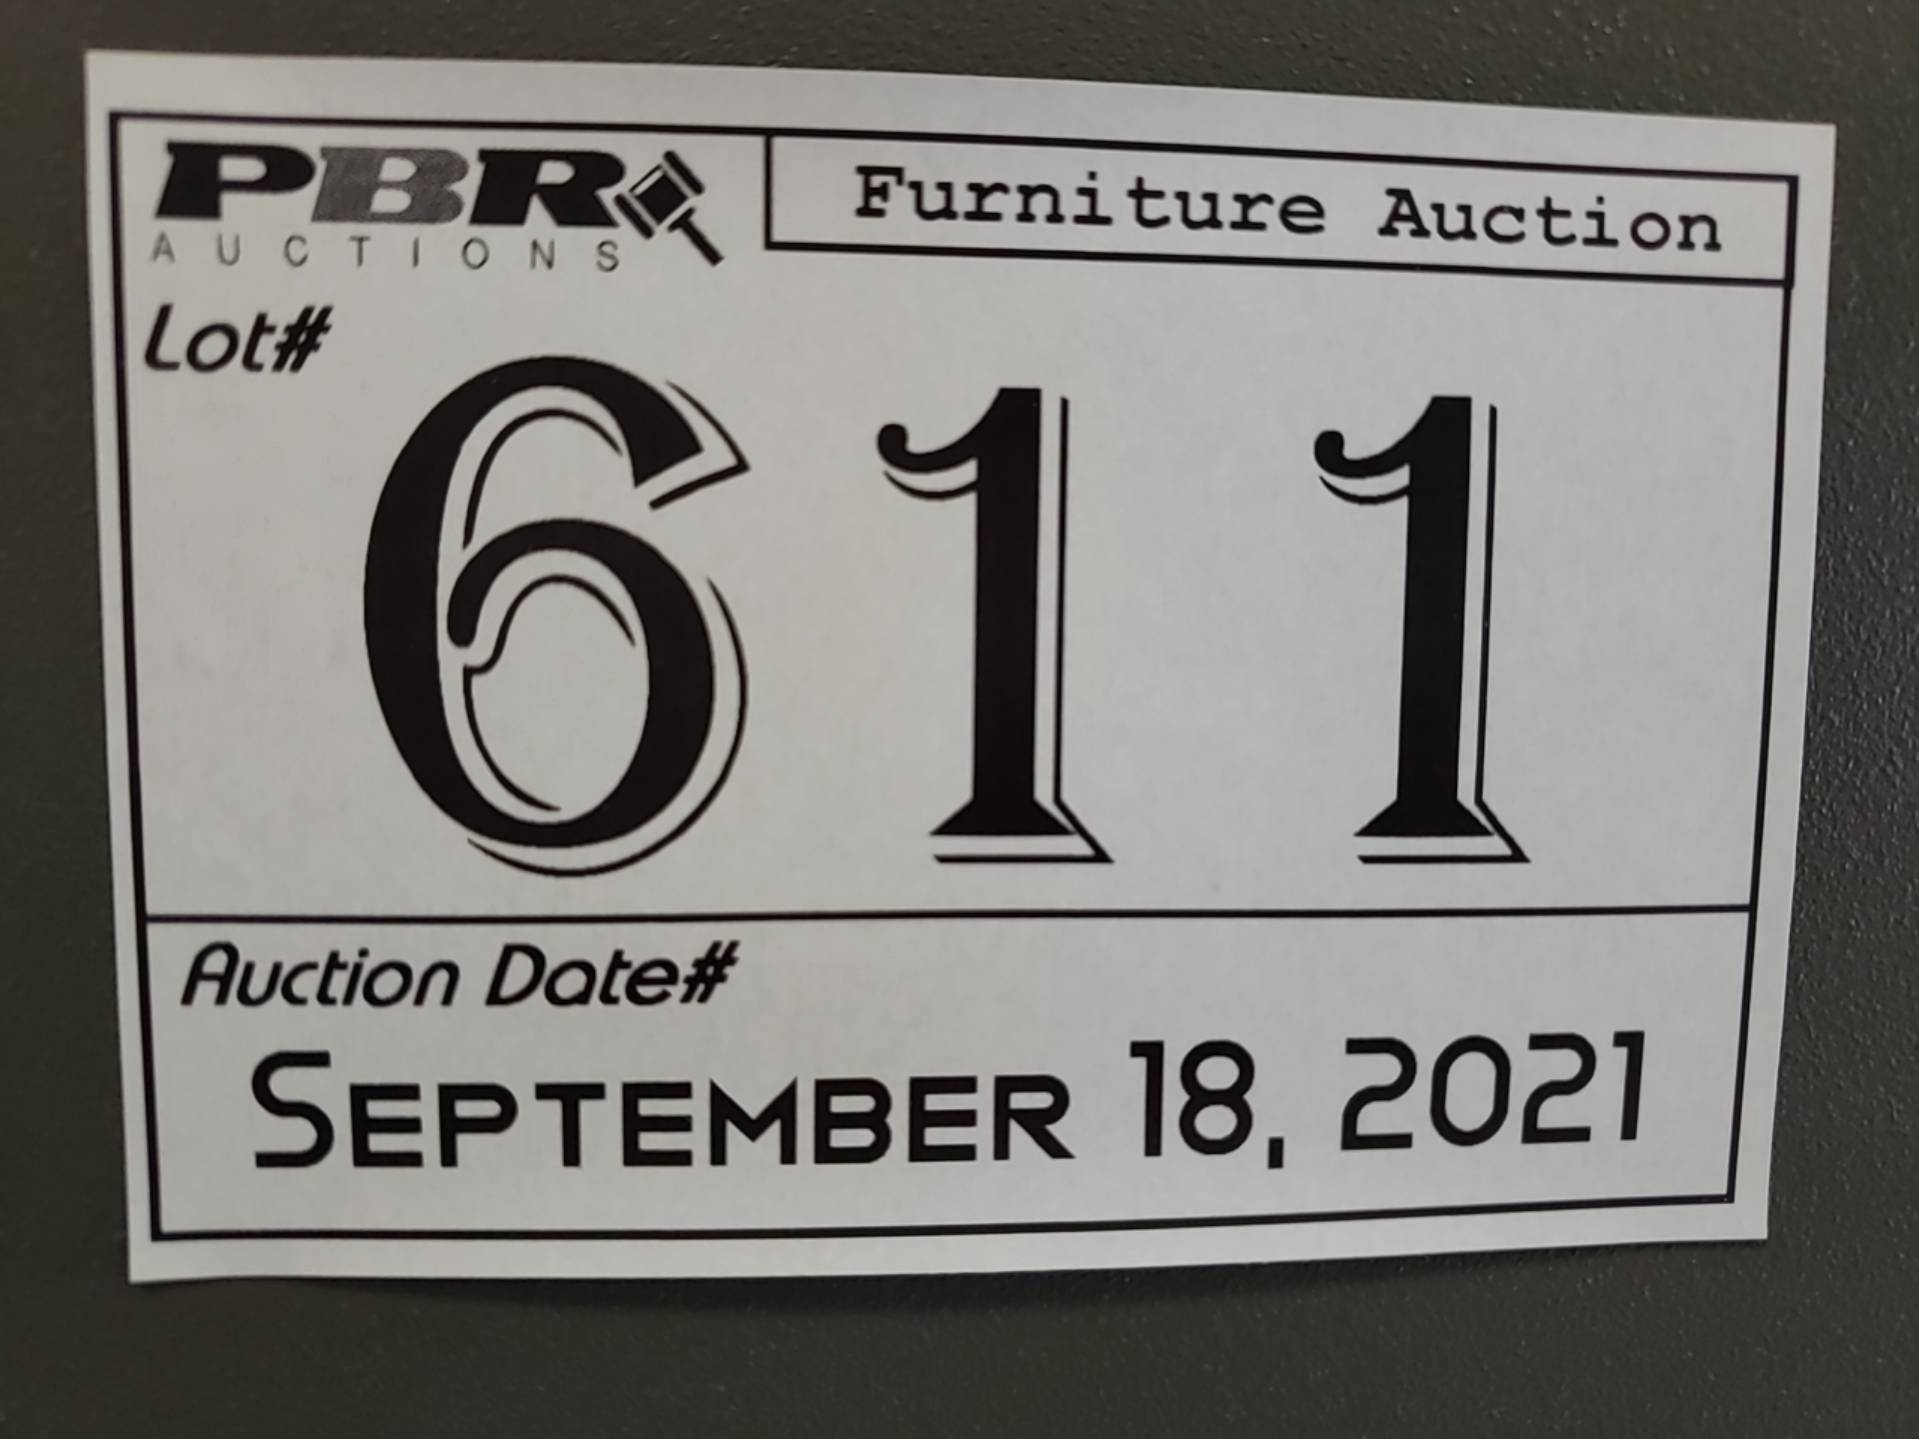 PBR
AUCTIONS
Furniture Auction
Lot#
611
Auction Date#
SEPTEMBER 18, 2021